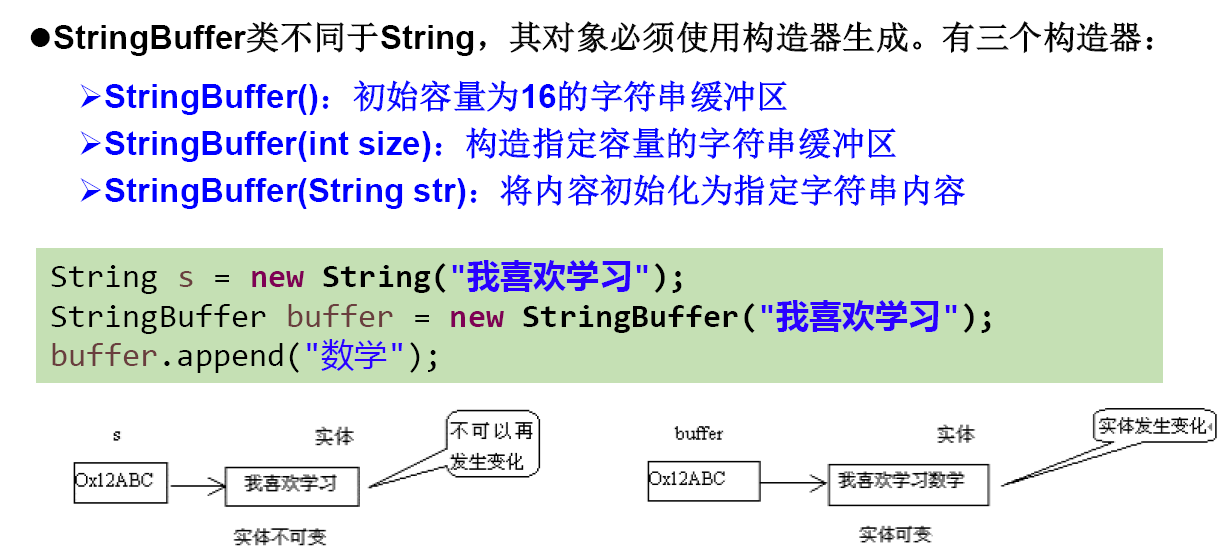 ●StringBuffer类不同于String，其对象必须使用构造器生成。有三个构造器：
➢StringBuffer()：初始容量为16的字符串缓冲区
➢StringBuffer(int size)：构造指定容量的字符串缓冲区
➢StringBuffer(String str)：将内容初始化为指定字符串内容
String s = new String("我喜欢学习");
StringBuffer buffer = new StringBuffer("我喜欢学习");
buffer.append("数学");
s
实体
不可以再
发生变化
0x12ABC
我喜欢学习
实体不可变
buffer
实体
实体发生变化
0x12ABC
我喜欢学习数学
实体可变